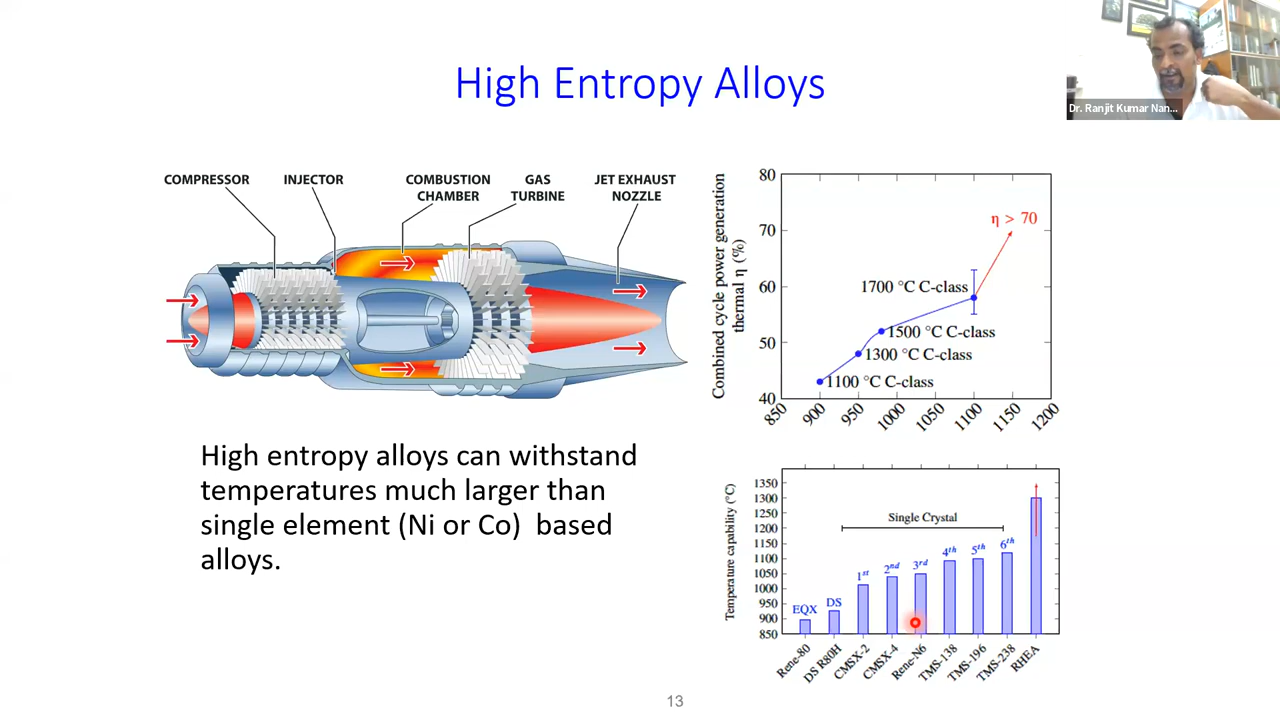 Dr. Ranjit Kumar Nan...
High Entropy Alloys
COMPRESSOR
INJECTOR
COMBUSTION
CHAMBER
GAS
TURBINE
JET EXHAUST
NOZZLE
High entropy alloys can withstand
temperatures much larger than
single element (Ni or Co) based
alloys.
Combined cycle power generation
thermal η (%)
80
70
60
50
40
η > 70
1700 °C C-class
1500 °C C-class
1300 °C C-class
1100 °C C-class
850
900
950
1000
1050
1100
1150
1200
Temperature capability (°C)
1350
1300
1250
1200
1150
1100
1050
1000
950
900
850
Single Crystal
EQX
DS
1st
2nd
3rd
4th
5th
6th
Rene-80
DS R80H
CMSX-2
CMSX-4
Rene-N6
TMS-138
TMS-196
TMS-238
RHEA
13